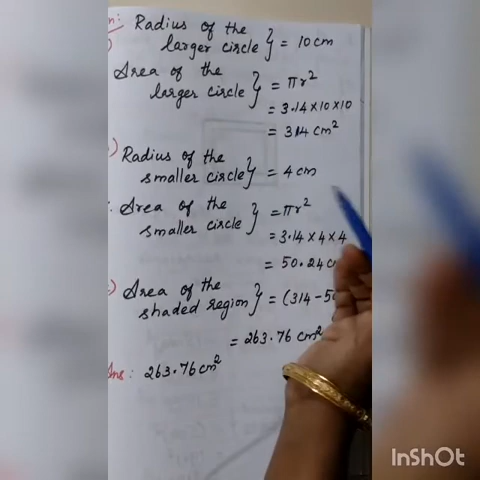 Radius of the
larger circle } = 10 cm
Area of the
larger circle } = πr²
= 3.14 × 10 × 10
= 314 cm²
Radius of the
smaller circle } = 4 cm
Area of the
smaller circle } = πr²
= 3.14 × 4 × 4
= 50.24
Area of the
shaded region } = (314 -
= 263.76 cm²
Ans: 263.76 cm²
InShOt